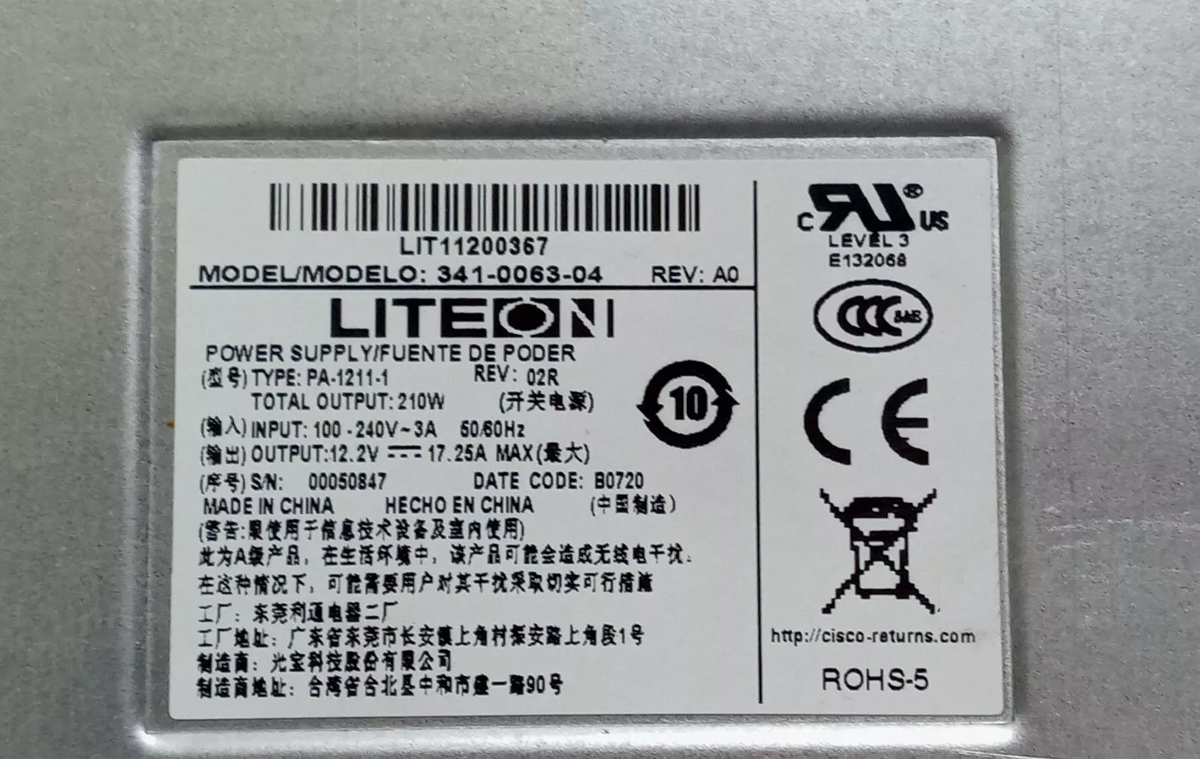 LIT11200367
MODEL/MODELO: 341-0063-04 REV: A0
LITEON
POWER SUPPLY/FUENTE DE PODER
(型号) TYPE: PA-1211-1 REV: 02R
TOTAL OUTPUT: 210W (开关电源)
(输入) INPUT: 100 - 240V~3A 50/60Hz
(输出) OUTPUT:12.2V ⎓ 17.25A MAX(最大)
(序号) S/N: 00050847 DATE CODE: B0720
MADE IN CHINA HECHO EN CHINA (中国制造)
(警告:限使用于信息技术设备及室内使用)
此为A级产品，在生活环境中，该产品可能会造成无线电干扰。
在这种情况下，可能需要用户对其干扰采取切实可行措施
工厂：东莞利通电器二厂
工厂地址：广东省东莞市长安镇上角村振安路上角段1号
制造商：光宝科技股份有限公司
制造商地址：台湾省台北县中和市建一路90号
10
C RU® US
LEVEL 3
E132068
CCC S&E
CE
http://cisco-returns.com
ROHS-5